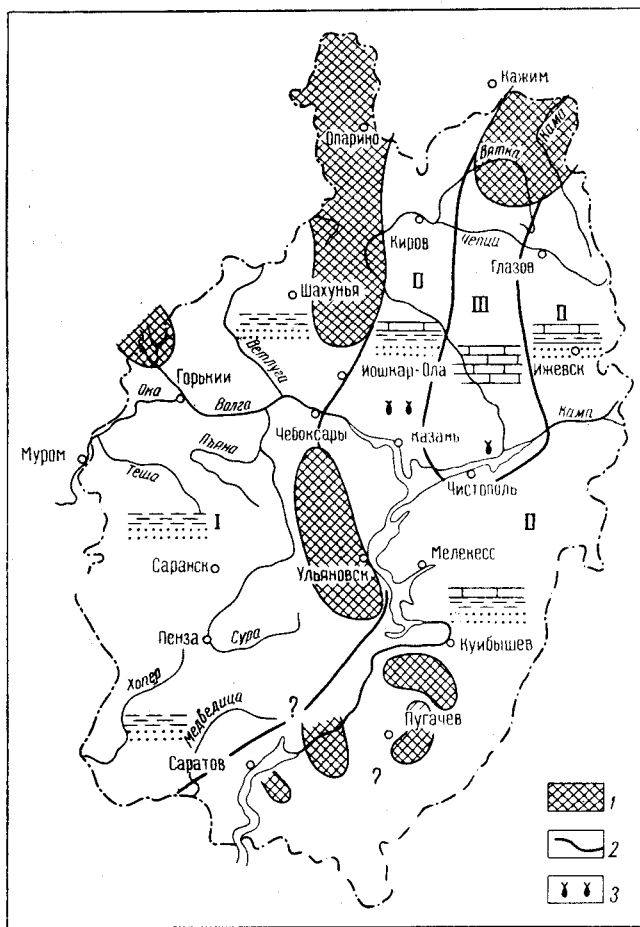 Кажим
Опарино
Кама
Вятка
Киров
Чепца
Глазов
II
III
II
Шахунья
Ветлуга
Йошкар-Ола
Ижевск
Горький
Ока
Волга
Чебоксары
Казань
Кама
Пьяна
Муром
Теша
Чистополь
I
II
Саранск
Ульяновск
Мелекесс
Пенза
Сура
Куйбышев
Хопер
Медведица
?
Пугачев
Саратов
?
1
2
3